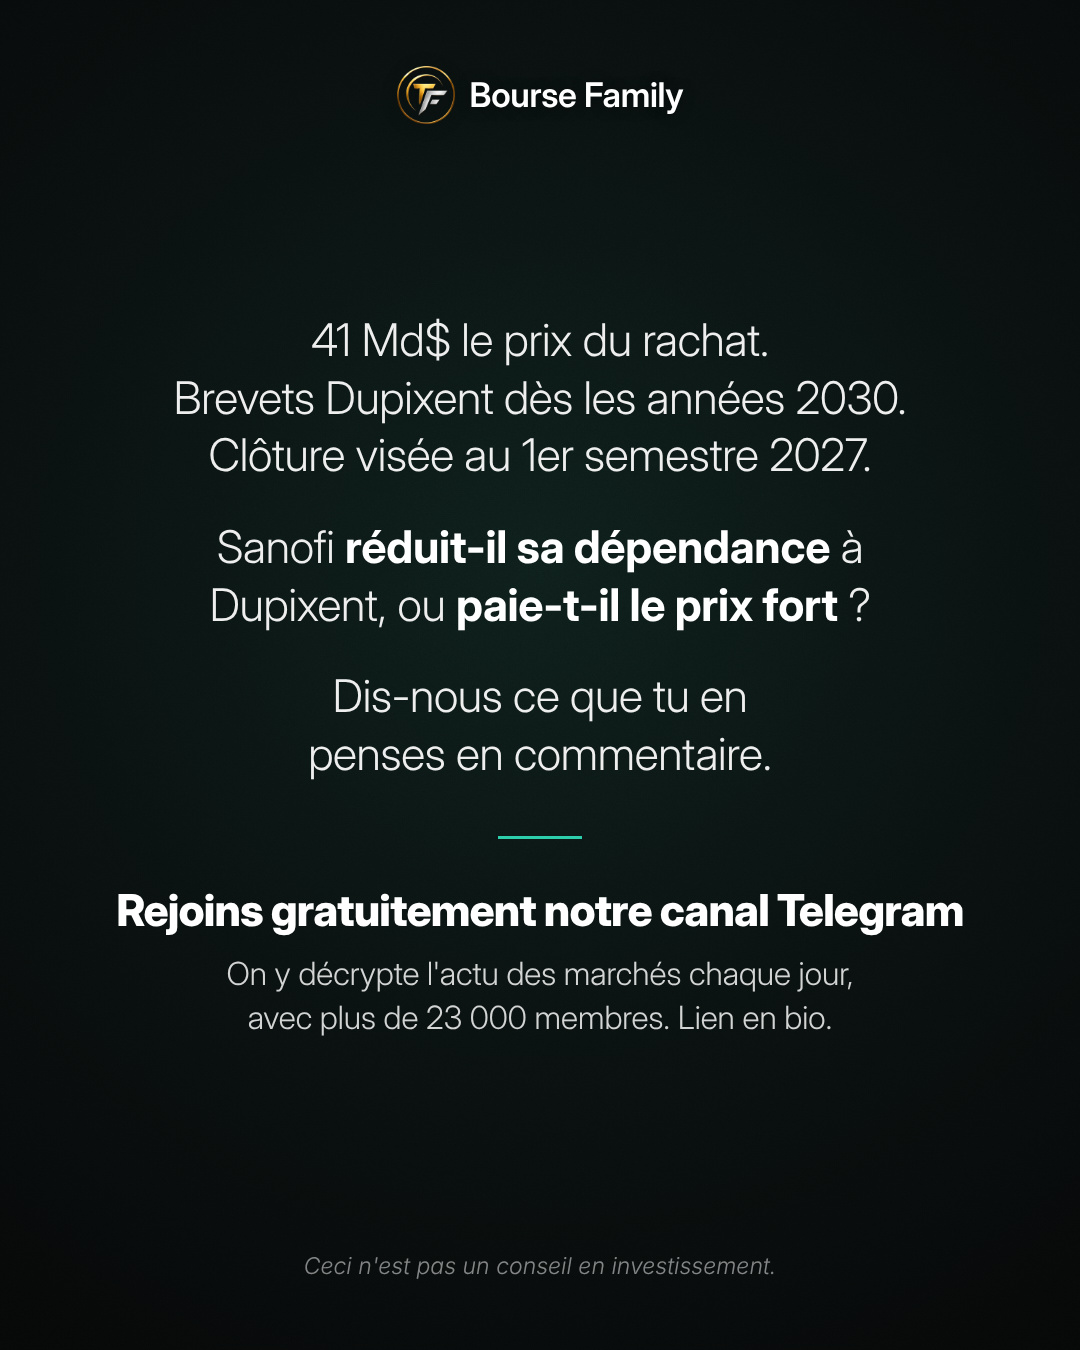 TF Bourse Family
41 Md$ le prix du rachat.
Brevets Dupixent dès les années 2030.
Clôture visée au 1er semestre 2027.
Sanofi réduit-il sa dépendance à
Dupixent, ou paie-t-il le prix fort ?
Dis-nous ce que tu en
penses en commentaire.
Rejoins gratuitement notre canal Telegram
On y décrypte l'actu des marchés chaque jour,
avec plus de 23 000 membres. Lien en bio.
Ceci n'est pas un conseil en investissement.